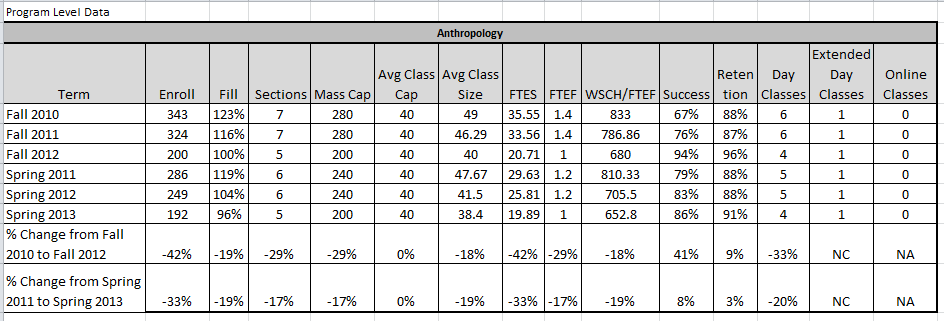 Program Level Data
Anthropology
Term Enroll Fill Sections Mass Cap Avg Class Cap Avg Class Size FTES FTEF WSCH/FTEF Success Reten tion Day Classes Extended Day Classes Online Classes
Fall 2010 343 123% 7 280 40 49 35.55 1.4 833 67% 88% 6 1 0
Fall 2011 324 116% 7 280 40 46.29 33.56 1.4 786.86 76% 87% 6 1 0
Fall 2012 200 100% 5 200 40 40 20.71 1 680 94% 96% 4 1 0
Spring 2011 286 119% 6 240 40 47.67 29.63 1.2 810.33 79% 88% 5 1 0
Spring 2012 249 104% 6 240 40 41.5 25.81 1.2 705.5 83% 88% 5 1 0
Spring 2013 192 96% 5 200 40 38.4 19.89 1 652.8 86% 91% 4 1 0
% Change from Fall
2010 to Fall 2012 -42% -19% -29% -29% 0% -18% -42% -29% -18% 41% 9% -33% NC NA
% Change from Spring
2011 to Spring 2013 -33% -19% -17% -17% 0% -19% -33% -17% -19% 8% 3% -20% NC NA